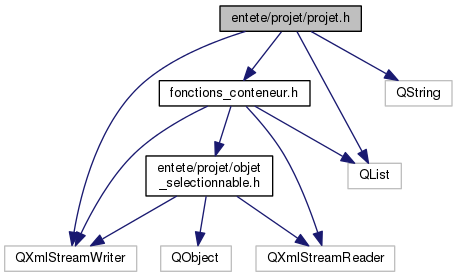 entete/projet/projet.h
fonctions_conteneur.h
QString
entete/projet/objet
_selectionnable.h
QList
QXmlStreamWriter
QObject
QXmlStreamReader